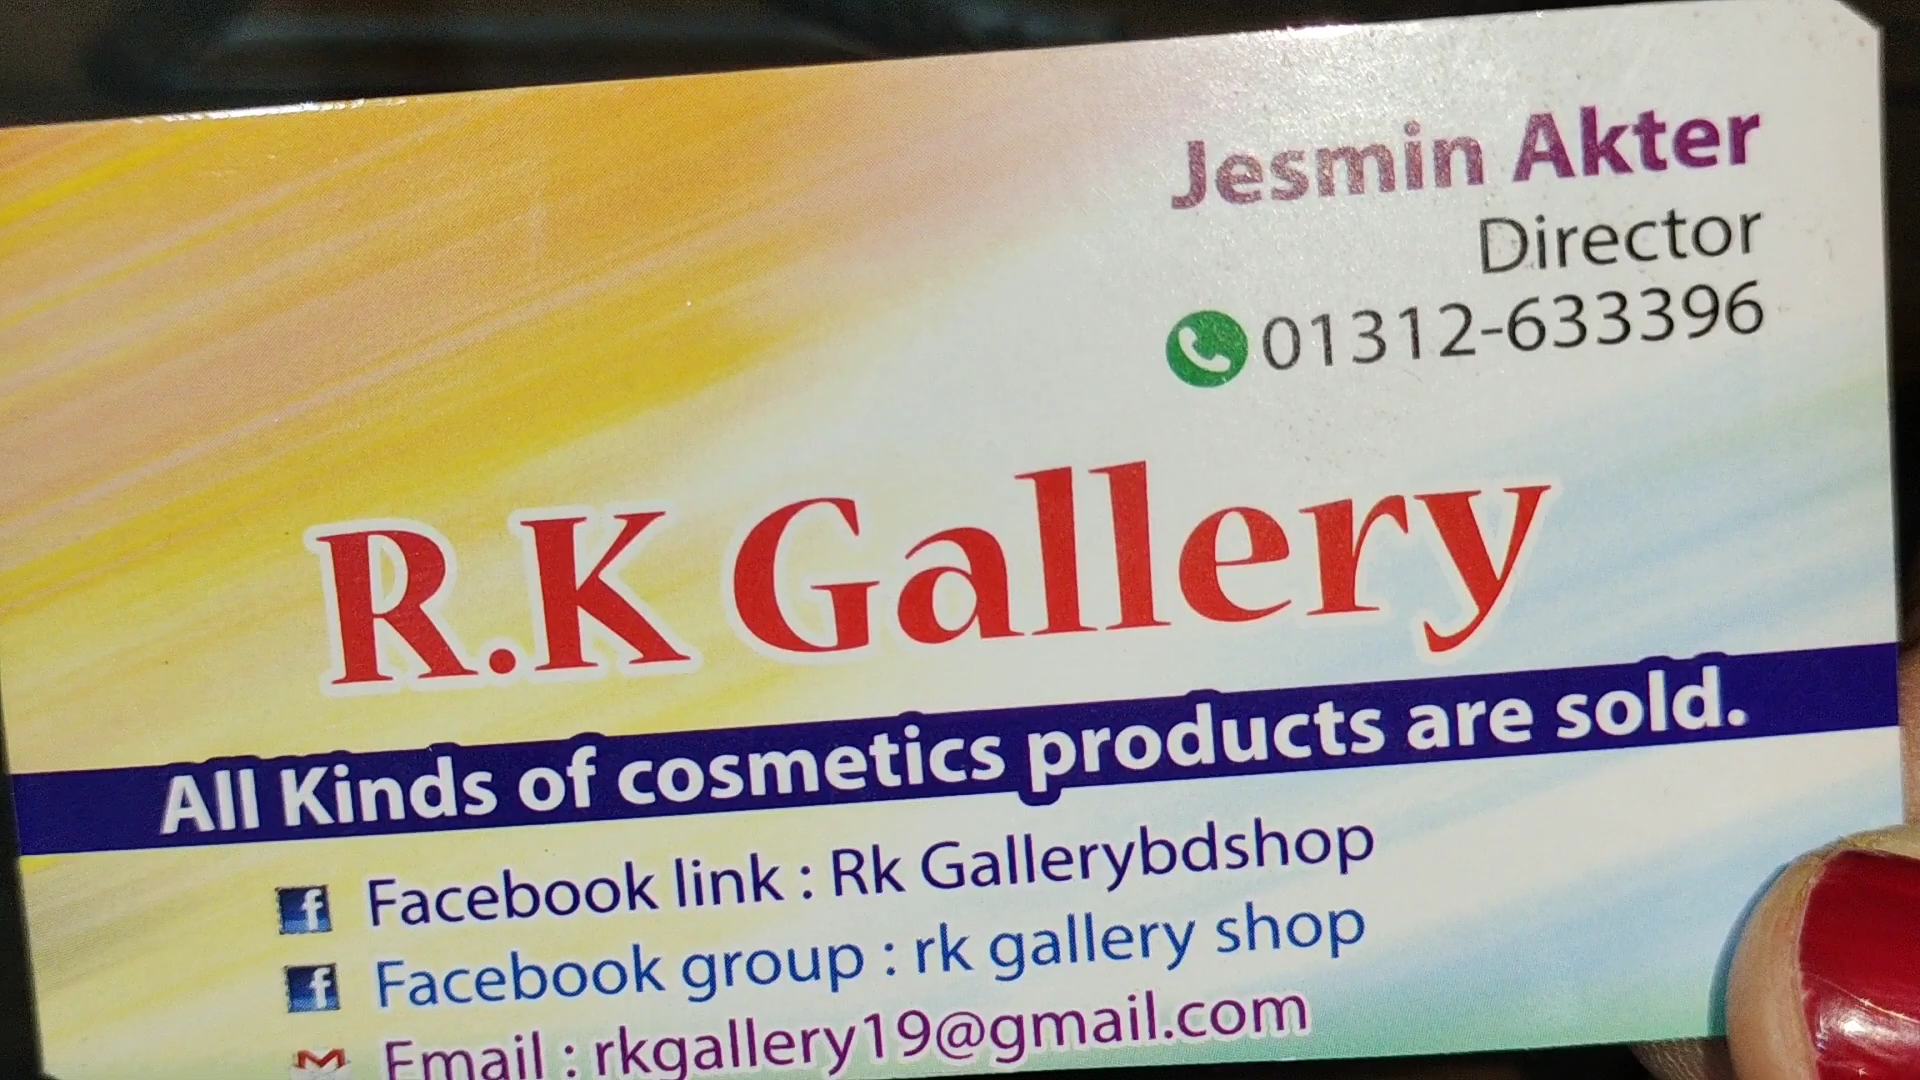 Jesmin Akter
Director
01312-633396
R.K Gallery
All Kinds of cosmetics products are sold.
Facebook link : Rk Gallerybdshop
Facebook group : rk gallery shop
Email : rkgallery19@gmail.com